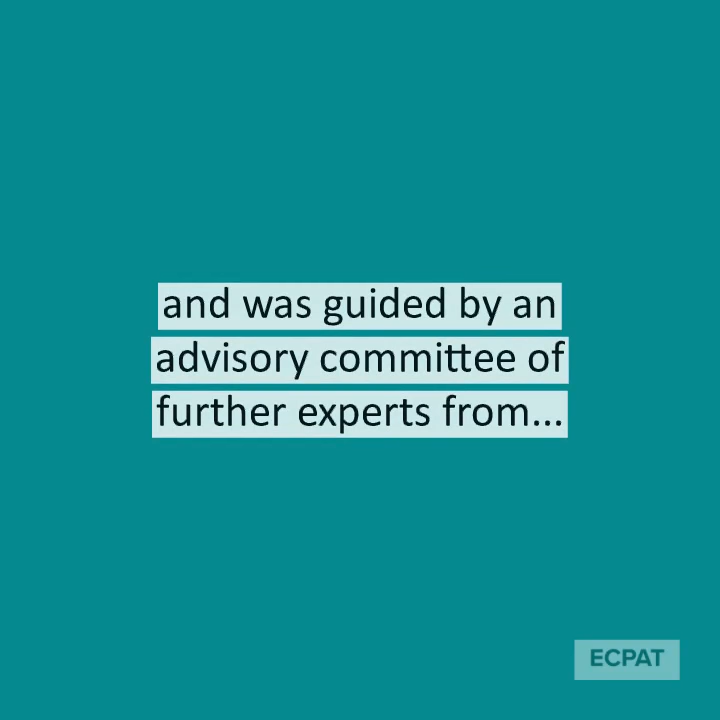 and was guided by an
advisory committee of
further experts from...
ECPAT